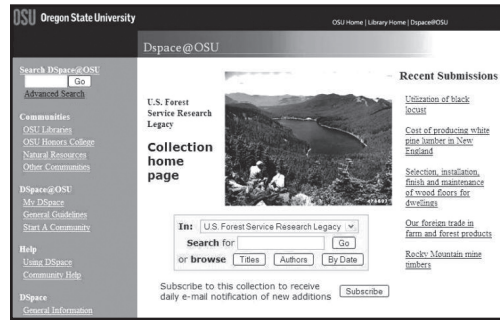 OSU Oregon State University
OSU Home | Library Home | Dspace@OSU
Dspace@OSU
Search DSpace@OSU
Go
Advanced Search
Communities
OSU Libraries
OSU Honors College
Natural Resources
Other Communities
DSpace@OSU
My DSpace
General Guidelines
Start A Community
Help
Using DSpace
Community Help
DSpace
General Information
U.S. Forest
Service Research
Legacy
Collection
home
page
In: U.S. Forest Service Research Legacy
Search for Go
or browse Titles Authors By Date
Subscribe to this collection to receive
daily e-mail notification of new additions
Subscribe
Recent Submissions
Utilization of black
locust
Cost of producing white
pine lumber in New
England
Selection, installation,
finish and maintenance
of wood floors for
dwellings
Our foreign trade in
farm and forest products
Rocky Mountain mine
timbers